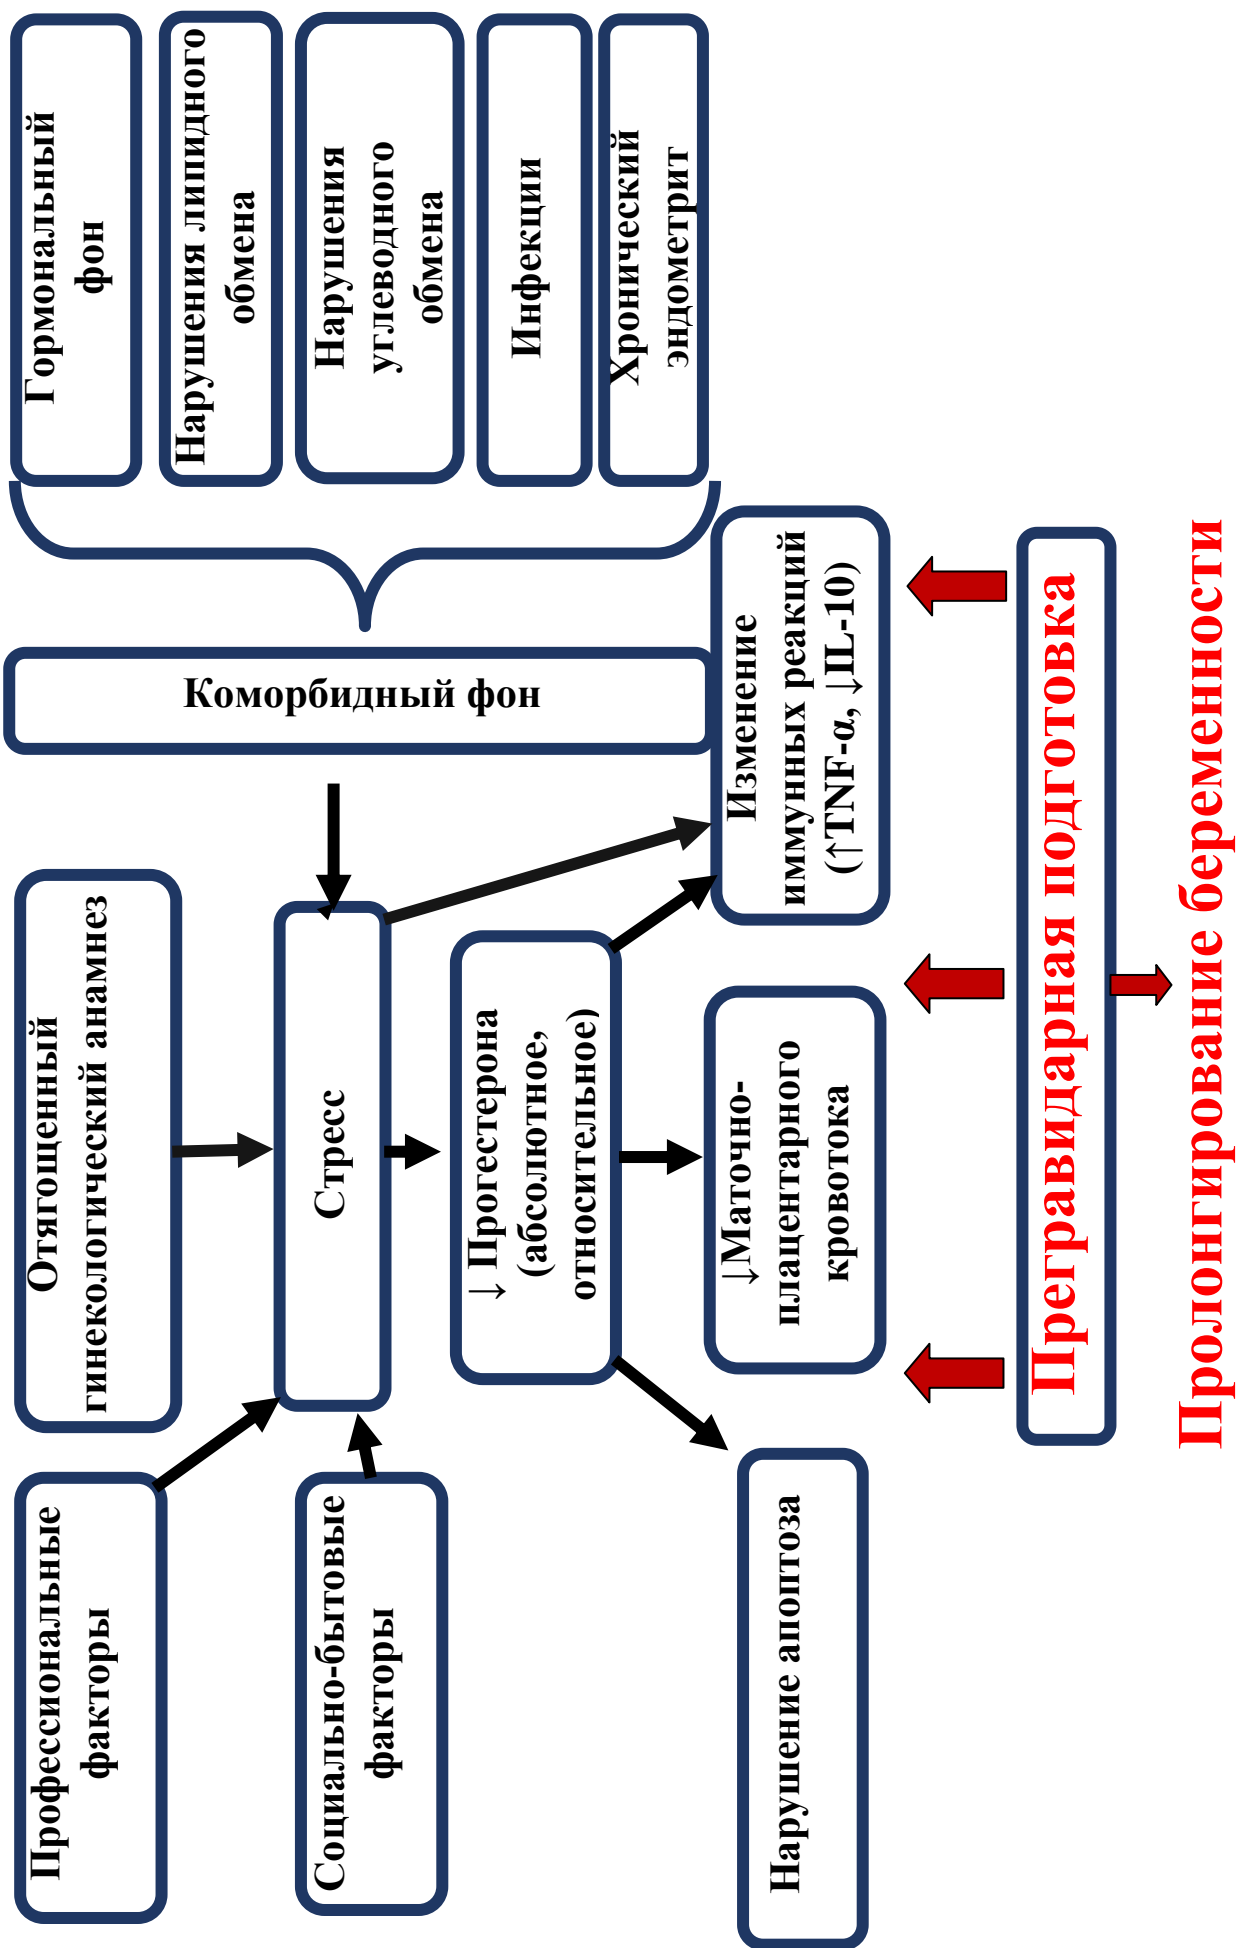 Профессиональные
факторы
Отягощенный
гинекологический анамнез
Социально-бытовые
факторы
Стресс
Коморбидный фон
Гормональный
фон
Нарушения липидного
обмена
Нарушения
углеводного
обмена
Инфекции
Хронический
эндометрит
↓ Прогестерона
(абсолютное,
относительное)
Нарушение апоптоза
↓Маточно-
плацентарного
кровотока
Изменение
иммунных реакций
(↑TNF-α, ↓IL-10)
Прегравидарная подготовка
Пролонгирование беременности